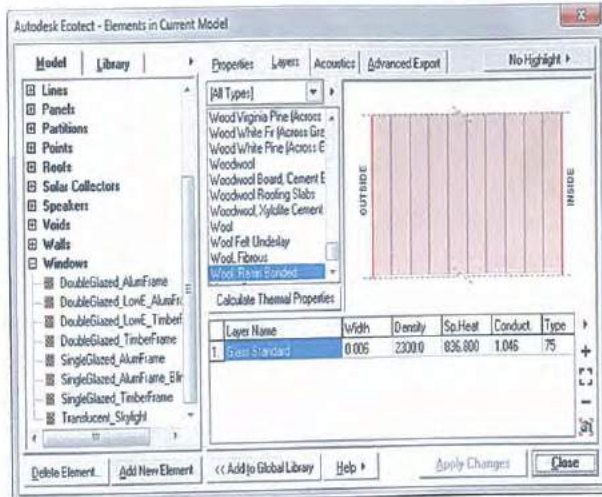 Autodesk Ecotect - Elements in Current Model
Model
Library
Properties
Layers
Acoustics
Advanced Export
No Highlight
Lines
Panels
Partitions
Points
Roofs
Solar Collectors
Speakers
Voids
Walls
Windows
DoubleGlazed_AlumFrame
DoubleGlazed_LowE_AlumFr
DoubleGlazed_LowE_Timberf
DoubleGlazed_TimberFrame
SingleGlazed_AlumFrame
SingleGlazed_AlumFrame_Blir
SingleGlazed_TimberFrame
Translucent_Skylight
[All Types]
Wood Virginia Pine (Across
Wood White Fir (Across Gra
Wood White Pine (Across G
Woodwool
Woodwool Board, Cement B
Woodwool Roofing Slabs
Woodwool, Xylolite Cement
Wool
Wool Felt Underlay
Wool, Fibrous
Wool, Resin Bonded
Calculate Thermal Properties
OUTSIDE
INSIDE
Layer Name Width Density Sp.Heat Conduct. Type
1. Glass Standard 0.006 2300.0 836.800 1.046 75
Delete Element...
Add New Element
<< Add to Global Library
Help
Apply Changes
Close